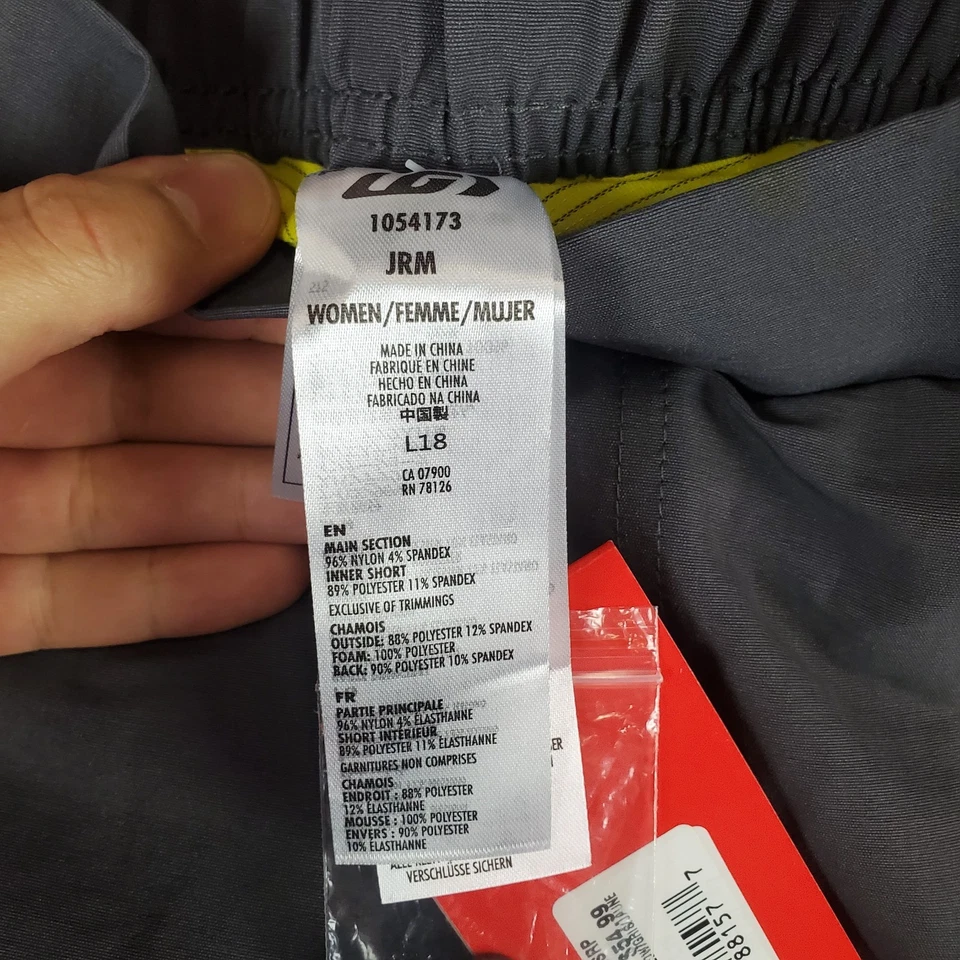 1054173
JRM
WOMEN/FEMME/MUJER
MADE IN CHINA
FABRIQUÉ EN CHINE
HECHO EN CHINA
FABRICADO NA CHINA
中国製
L18
CA 07900
RN 78126
EN
MAIN SECTION
96% NYLON 4% SPANDEX
INNER SHORT
89% POLYESTER 11% SPANDEX
EXCLUSIVE OF TRIMMINGS
CHAMOIS
OUTSIDE: 88% POLYESTER 12% SPANDEX
FOAM: 100% POLYESTER
BACK: 90% POLYESTER 10% SPANDEX
FR
PARTIE PRINCIPALE
96% NYLON 4% ÉLASTHANNE
SHORT INTÉRIEUR
89% POLYESTER 11% ÉLASTHANNE
GARNITURES NON COMPRISES
CHAMOIS
ENDROIT : 88% POLYESTER
12% ÉLASTHANNE
MOUSSE : 100% POLYESTER
ENVERS : 90% POLYESTER
10% ÉLASTHANNE
VERSCHLÜSSE SICHERN
88157 7